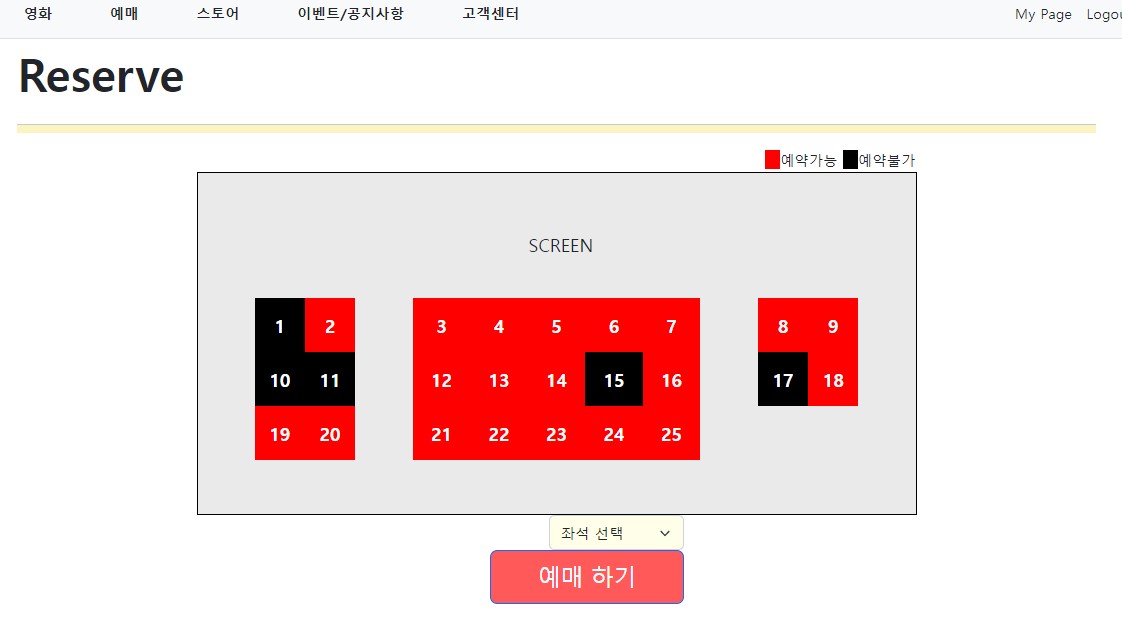 영화 예매 스토어 이벤트/공지사항 고객센터 My Page Logou
Reserve
예약가능 예약불가
SCREEN
1 2 3 4 5 6 7 8 9
10 11 12 13 14 15 16 17 18
19 20 21 22 23 24 25
좌석 선택
예매 하기